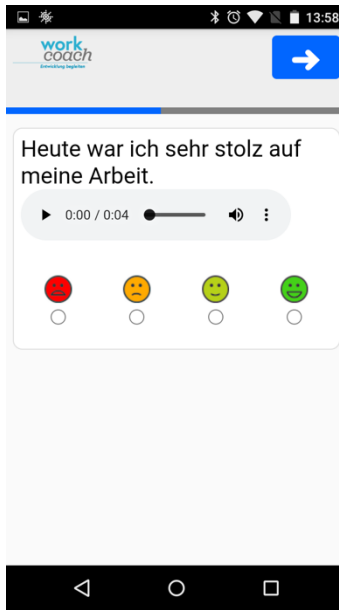 13:58
work
coach
Entwicklung begleiten
Heute war ich sehr stolz auf
meine Arbeit.
0:00 / 0:04